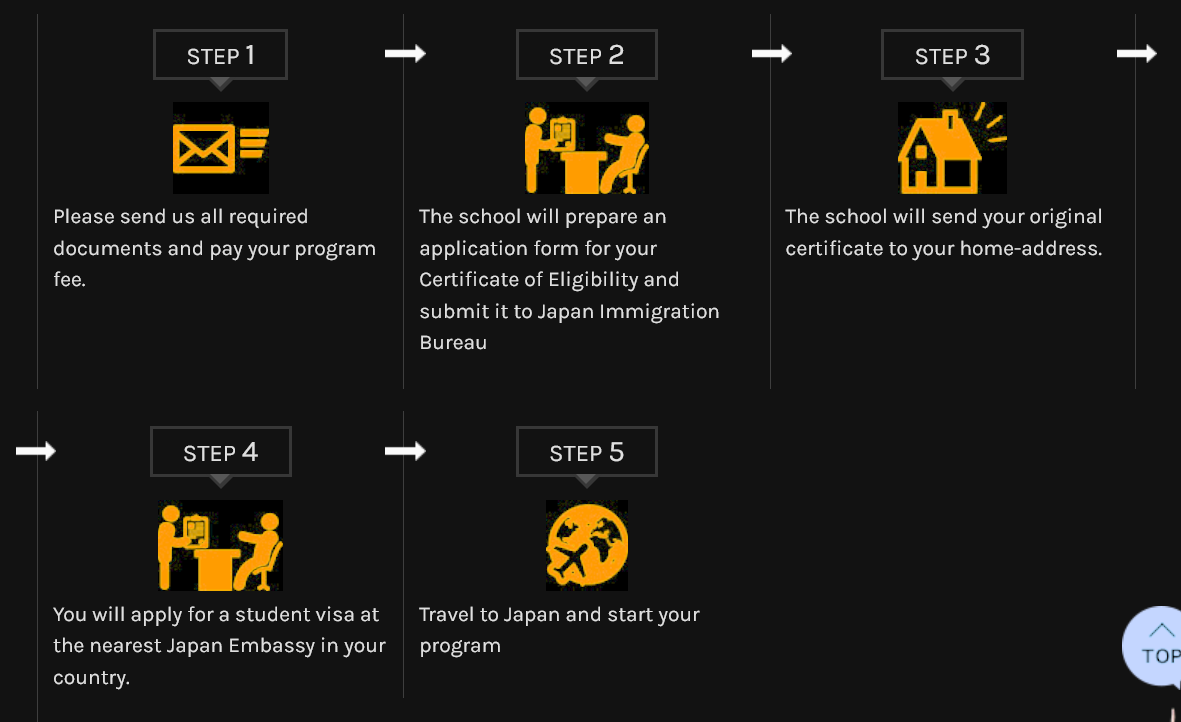 STEP 1
Please send us all required
documents and pay your program
fee.
STEP 2
The school will prepare an
application form for your
Certificate of Eligibility and
submit it to Japan Immigration
Bureau
STEP 3
The school will send your original
certificate to your home-address.
STEP 4
You will apply for a student visa at
the nearest Japan Embassy in your
country.
STEP 5
Travel to Japan and start your
program
TOP